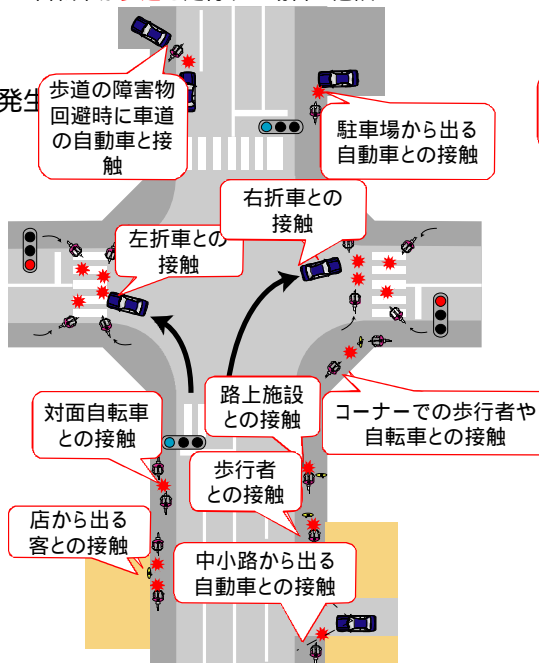 発生
歩道の障害物
回避時に車道
の自動車と接
触
駐車場から出る
自動車との接触
右折車との
接触
左折車との
接触
路上施設
との接触
コーナーでの歩行者や
自転車との接触
対面自転車
との接触
歩行者
との接触
店から出る
客との接触
中小路から出る
自動車との接触